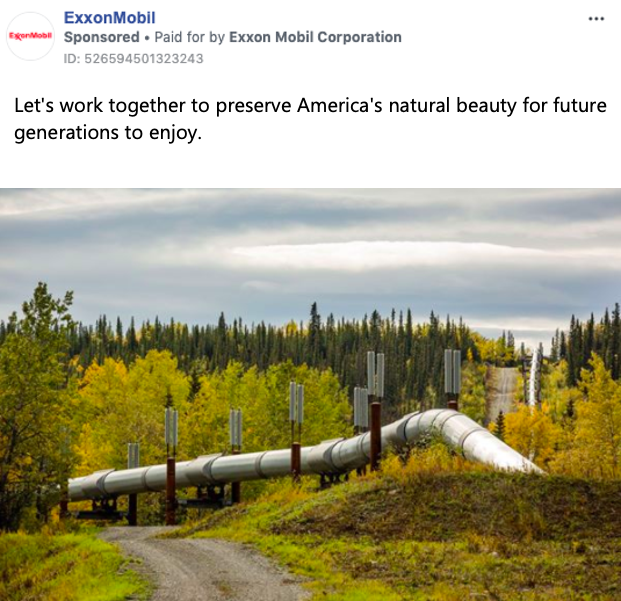 ExxonMobil
ExxonMobil
Sponsored • Paid for by Exxon Mobil Corporation
ID: 526594501323243
Let's work together to preserve America's natural beauty for future
generations to enjoy.